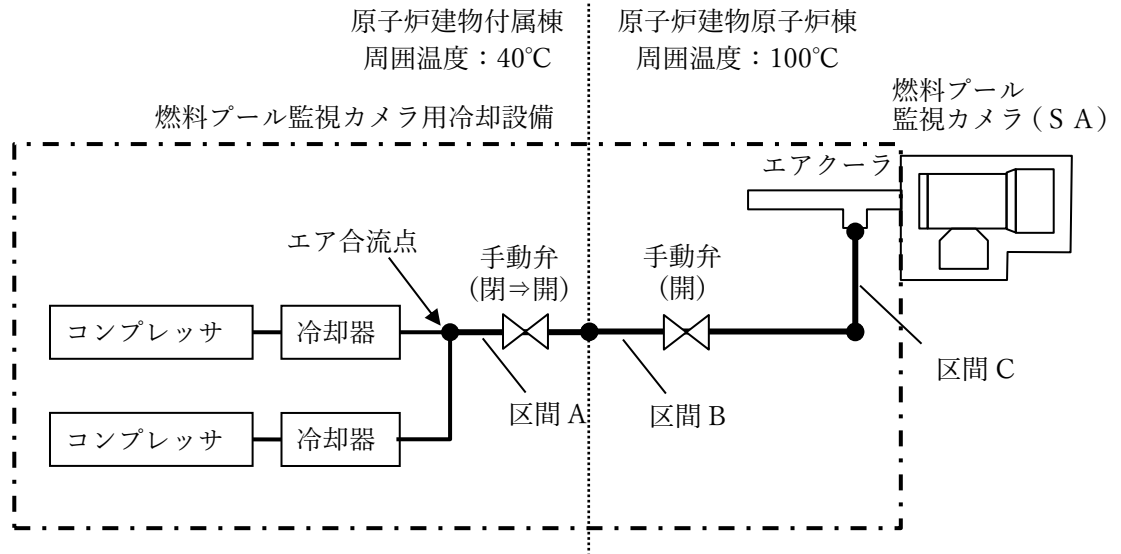 原子炉建物付属棟
周囲温度：40℃
原子炉建物原子炉棟
周囲温度：100℃
燃料プール
監視カメラ（ＳＡ）
燃料プール監視カメラ用冷却設備
エアクーラ
エア合流点
手動弁
(閉⇒開)
手動弁
(開)
コンプレッサ
冷却器
区間 C
区間 A
区間 B
コンプレッサ
冷却器